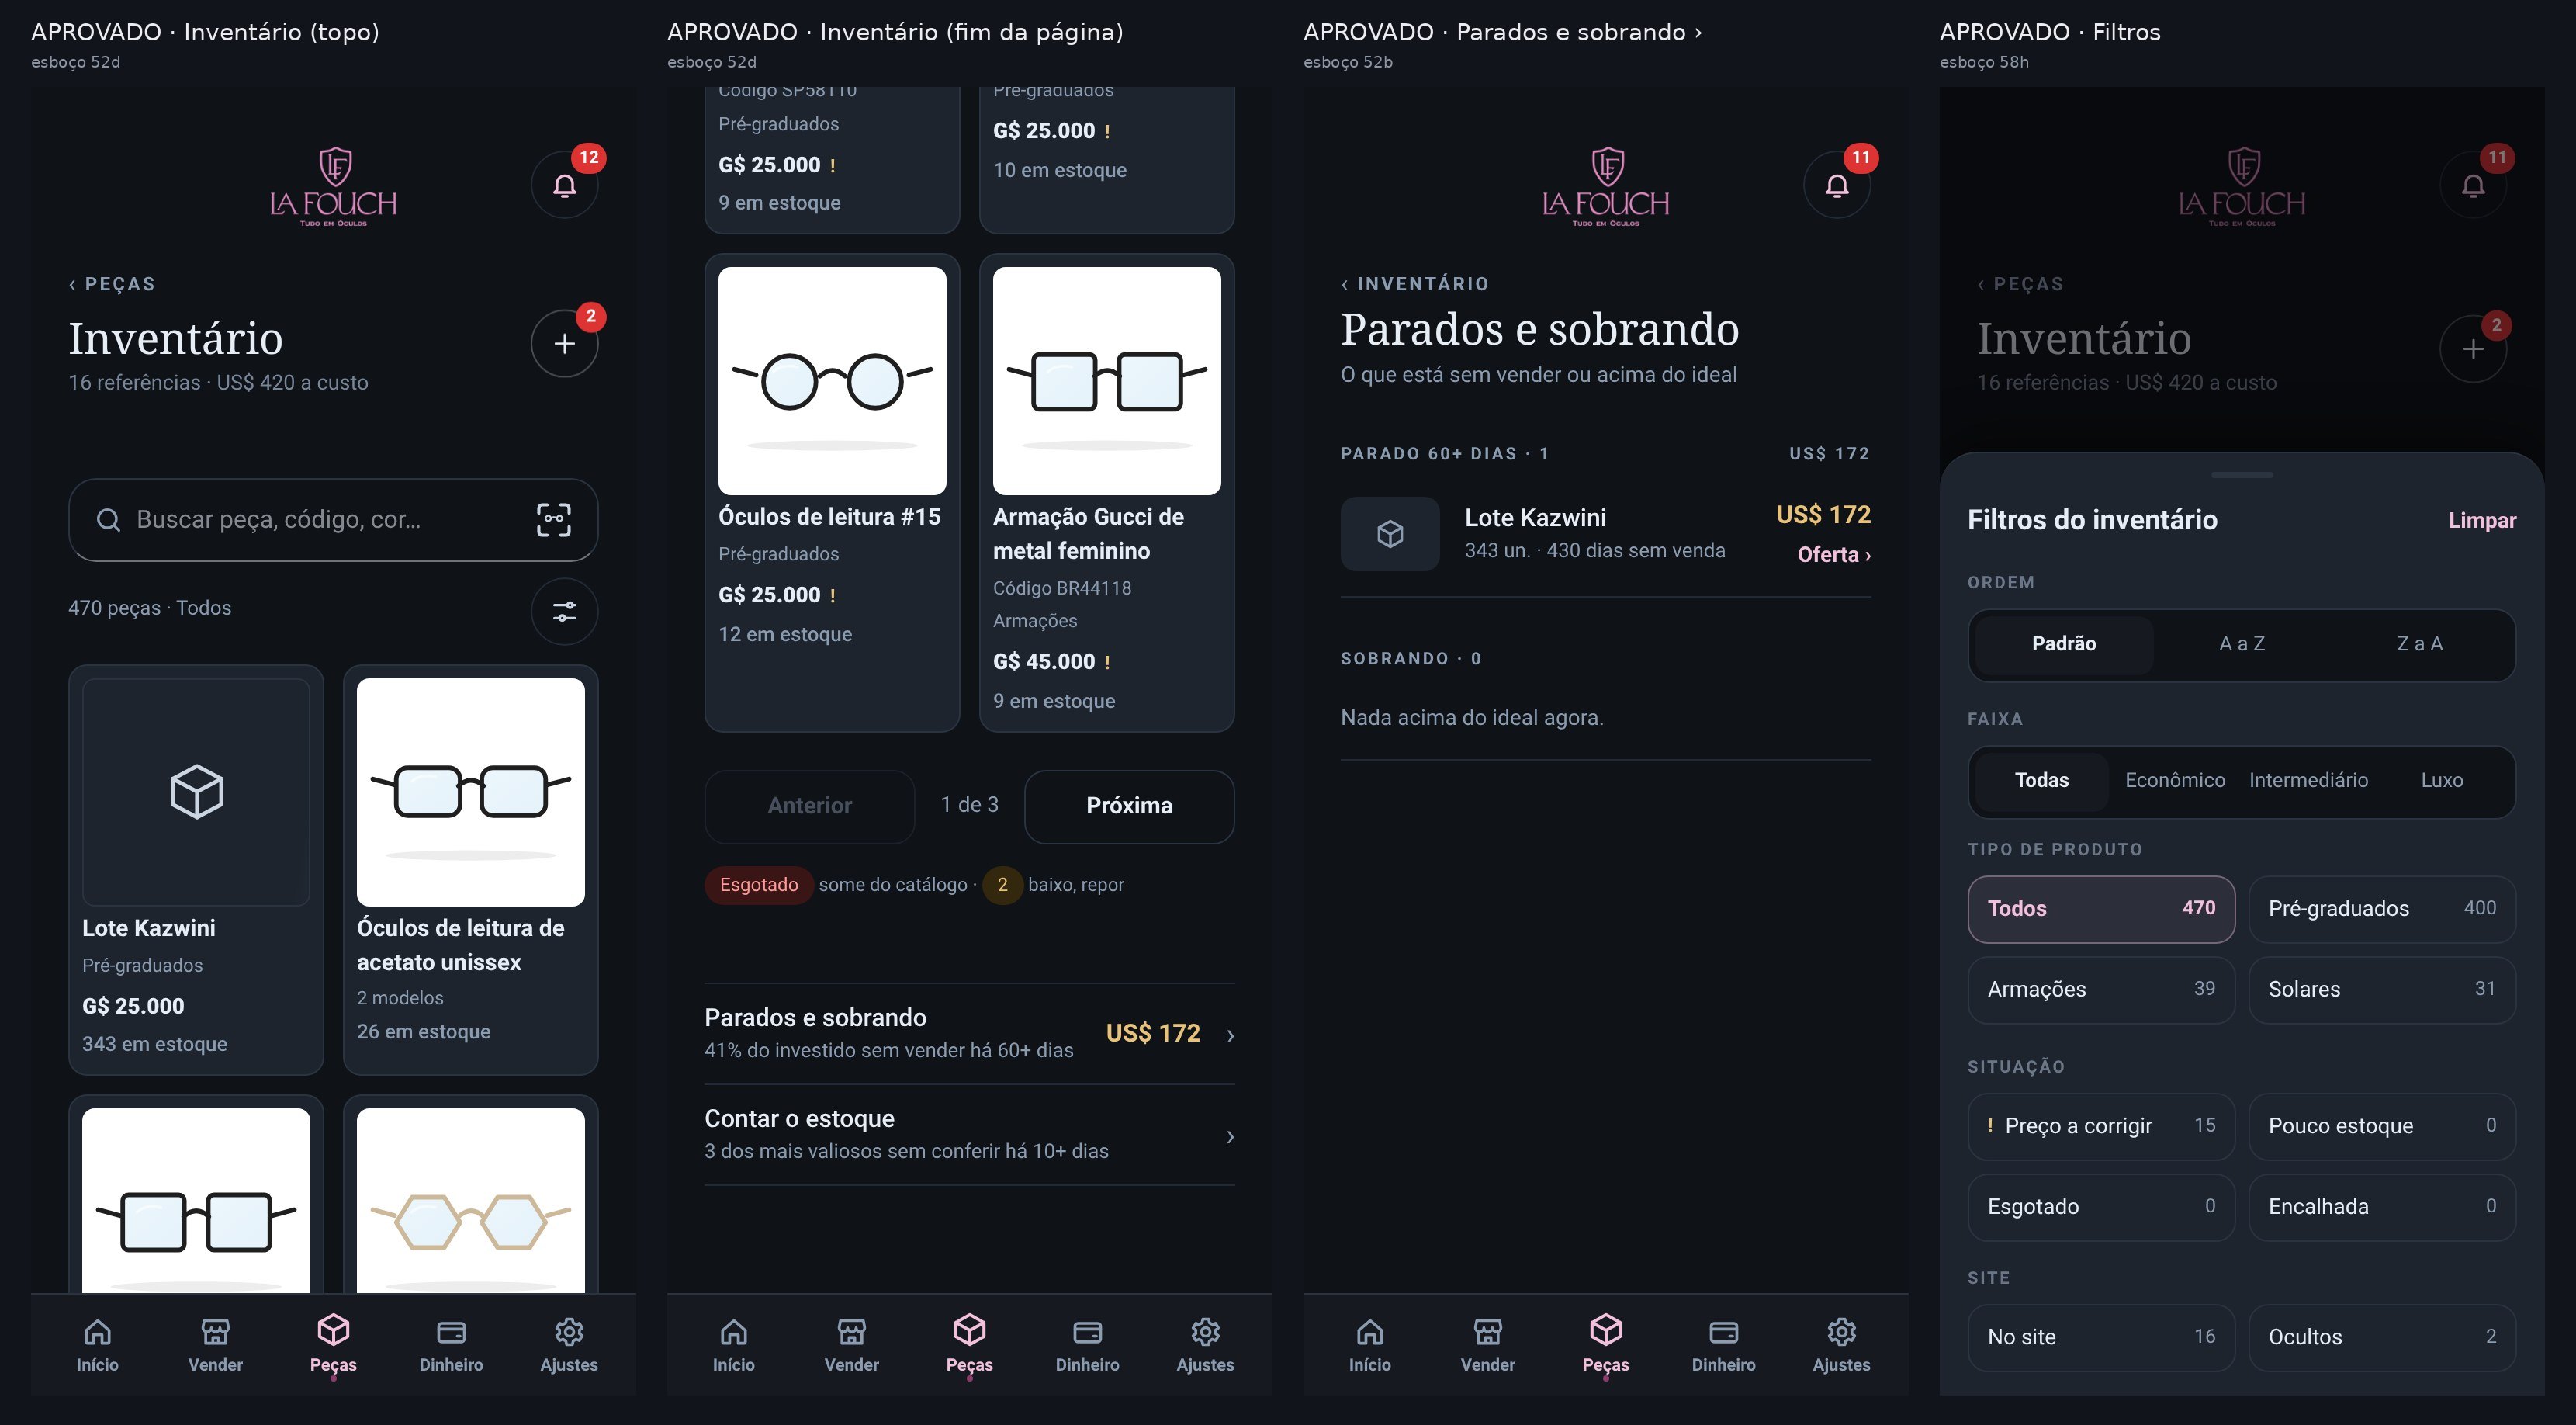 APROVADO · Inventário (topo)
esboço 52d
12
LF
LA FOUCH
TUDO EM ÓCULOS
‹ PEÇAS
Inventário
2
16 referências · US$ 420 a custo
Buscar peça, código, cor...
470 peças · Todos
Lote Kazwini
Pré-graduados
G$ 25.000
343 em estoque
Óculos de leitura de
acetato unissex
2 modelos
26 em estoque
Início
Vender
Peças
Dinheiro
Ajustes
APROVADO · Inventário (fim da página)
esboço 52d
Código SP58110
Pré-graduados
G$ 25.000 !
9 em estoque
Pré-graduados
G$ 25.000 !
10 em estoque
Óculos de leitura #15
Pré-graduados
G$ 25.000 !
12 em estoque
Armação Gucci de
metal feminino
Código BR44118
Armações
G$ 45.000 !
9 em estoque
Anterior
1 de 3
Próxima
Esgotado some do catálogo · 2 baixo, repor
Parados e sobrando
41% do investido sem vender há 60+ dias
US$ 172 ›
Contar o estoque
3 dos mais valiosos sem conferir há 10+ dias
›
Início
Vender
Peças
Dinheiro
Ajustes
APROVADO · Parados e sobrando ›
esboço 52b
11
LF
LA FOUCH
TUDO EM ÓCULOS
‹ INVENTÁRIO
Parados e sobrando
O que está sem vender ou acima do ideal
PARADO 60+ DIAS · 1
US$ 172
Lote Kazwini
343 un. · 430 dias sem venda
US$ 172
Oferta ›
SOBRANDO · 0
Nada acima do ideal agora.
Início
Vender
Peças
Dinheiro
Ajustes
APROVADO · Filtros
esboço 58h
11
LF
LA FOUCH
TUDO EM ÓCULOS
‹ PEÇAS
Inventário
2
16 referências · US$ 420 a custo
Filtros do inventário
Limpar
ORDEM
Padrão
A a Z
Z a A
FAIXA
Todas
Econômico
Intermediário
Luxo
TIPO DE PRODUTO
Todos 470
Pré-graduados 400
Armações 39
Solares 31
SITUAÇÃO
! Preço a corrigir 15
Pouco estoque 0
Esgotado 0
Encalhada 0
SITE
No site 16
Ocultos 2